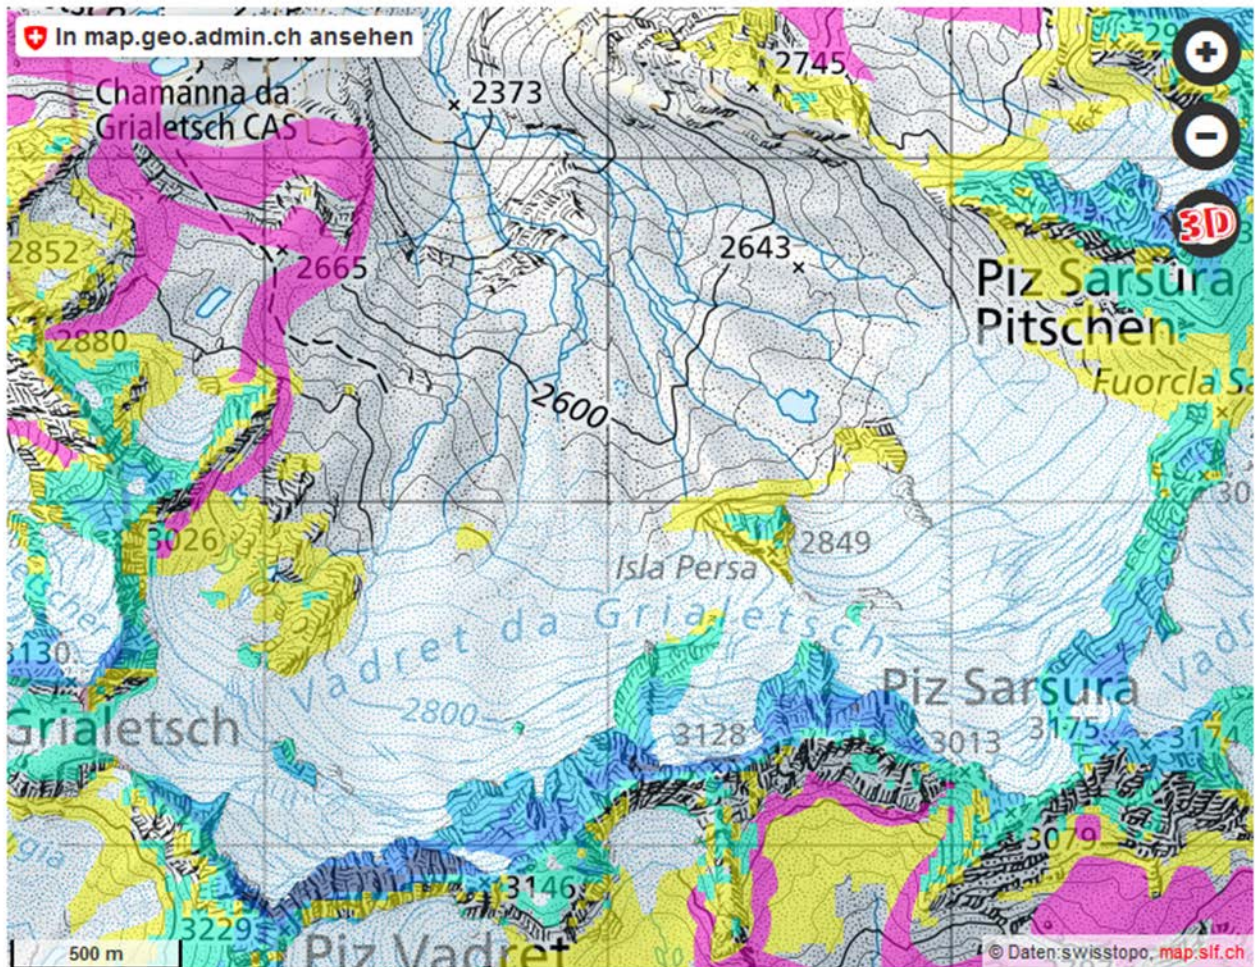 In map.geo.admin.ch ansehen
Chamanna da
Grialetsch CAS
2373
2745
2852
2665
2643
3D
Piz Sarsura
Pitschen
2880
2600
Fuorcla
3026
2849
Isla Persa
Vadret da Grialetsch
3130
Piz Sarsura
Grialetsch
2800
3128
3013
3175
3174
3079
3146
3229
Piz Vadret
500 m
© Daten:swisstopo, map.slf.ch